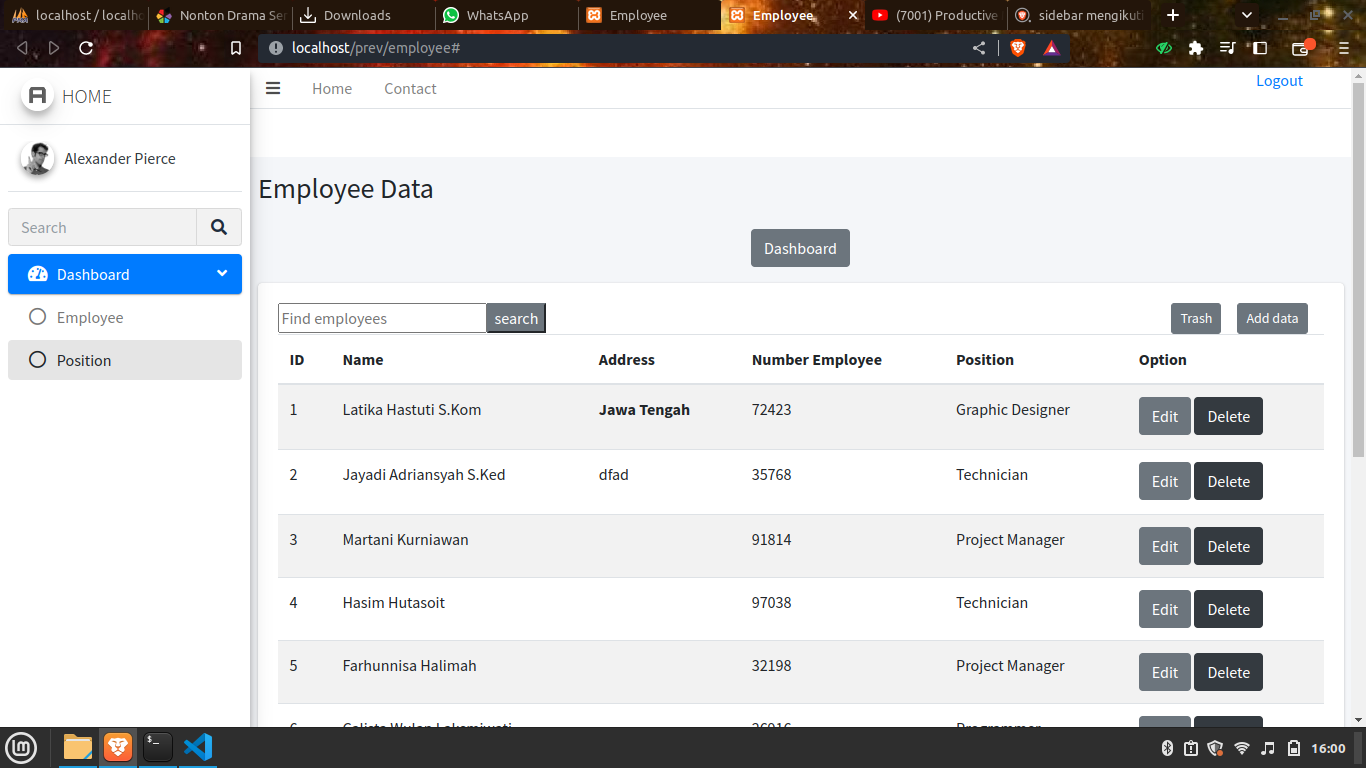 localhost / localho
Nonton Drama Ser
Downloads
WhatsApp
Employee
Employee
(7001) Productive
sidebar mengikuti
localhost/prev/employee#
HOME
Home
Contact
Logout
Alexander Pierce
Employee Data
Search
Dashboard
Dashboard
Employee
Position
Find employees
search
Trash
Add data
ID Name Address Number Employee Position Option
1 Latika Hastuti S.Kom Jawa Tengah 72423 Graphic Designer Edit Delete
2 Jayadi Adriansyah S.Ked dfad 35768 Technician Edit Delete
3 Martani Kurniawan 91814 Project Manager Edit Delete
4 Hasim Hutasoit 97038 Technician Edit Delete
5 Farhunnisa Halimah 32198 Project Manager Edit Delete
16:00